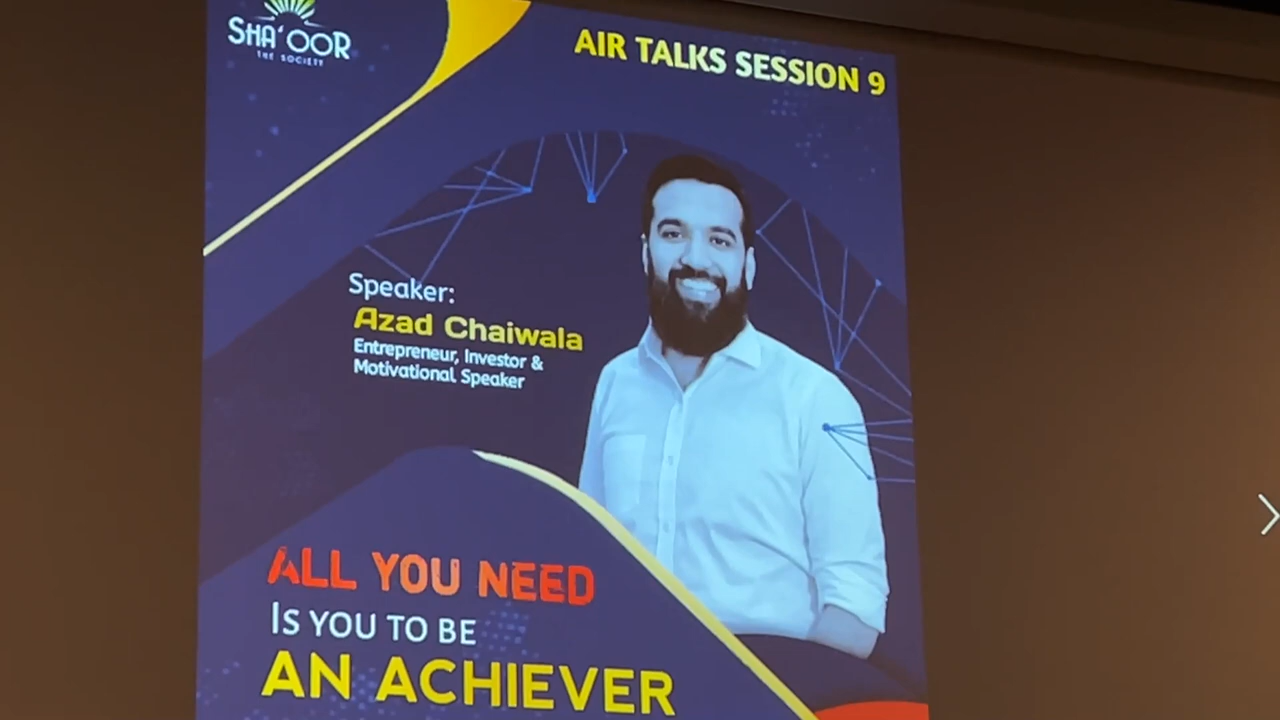 SHA'OOR
THE SOCIETY
AIR TALKS SESSION 9
Speaker:
Azad Chaiwala
Entrepreneur, Investor &
Motivational Speaker
ALL YOU NEED
IS YOU TO BE
AN ACHIEVER